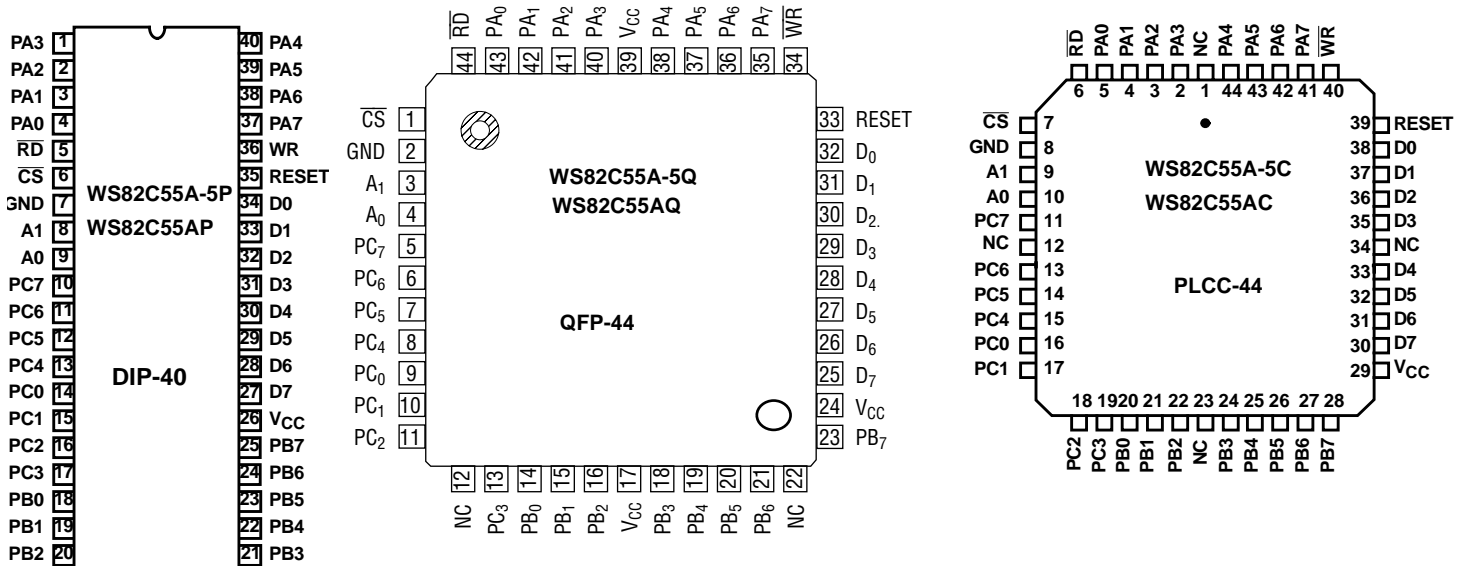 PA3 1 40 PA4
PA2 2 39 PA5
PA1 3 38 PA6
PA0 4 37 PA7
RD 5 36 WR
CS 6 35 RESET
GND 7 34 D0
A1 8 33 D1
A0 9 32 D2
PC7 10 31 D3
PC6 11 30 D4
PC5 12 29 D5
PC4 13 28 D6
PC0 14 27 D7
PC1 15 26 VCC
PC2 16 25 PB7
PC3 17 24 PB6
PB0 18 23 PB5
PB1 19 22 PB4
PB2 20 21 PB3
WS82C55A-5P
WS82C55AP
DIP-40
RD PA0 PA1 PA2 PA3 VCC PA4 PA5 PA6 PA7 WR
44 43 42 41 40 39 38 37 36 35 34
CS 1 33 RESET
GND 2 32 D0
A1 3 31 D1
A0 4 30 D2.
PC7 5 29 D3
PC6 6 28 D4
PC5 7 27 D5
PC4 8 26 D6
PC0 9 25 D7
PC1 10 24 VCC
PC2 11 23 PB7
WS82C55A-5Q
WS82C55AQ
QFP-44
12 13 14 15 16 17 18 19 20 21 22
NC PC3 PB0 PB1 PB2 VCC PB3 PB4 PB5 PB6 NC
RD PA0 PA1 PA2 PA3 NC PA4 PA5 PA6 PA7 WR
6 5 4 3 2 1 44 43 42 41 40
CS 7 39 RESET
GND 8 38 D0
A1 9 37 D1
A0 10 36 D2
PC7 11 35 D3
NC 12 34 NC
PC6 13 33 D4
PC5 14 32 D5
PC4 15 31 D6
PC0 16 30 D7
PC1 17 29 VCC
WS82C55A-5C
WS82C55AC
PLCC-44
18 19 20 21 22 23 24 25 26 27 28
PC2 PC3 PB0 PB1 PB2 NC PB3 PB4 PB5 PB6 PB7